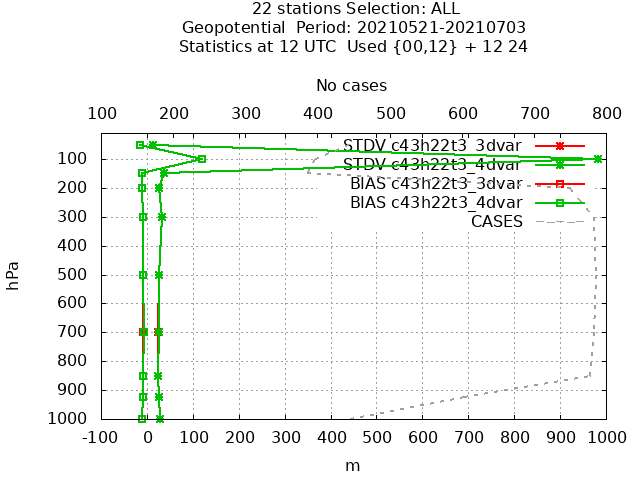 22 stations Selection: ALL
Geopotential  Period: 20210521-20210703
Statistics at 12 UTC  Used {00,12} + 12 24
No cases
100 200 300 400 500 600 700 800
STDV c43h22t3_3dvar
STDV c43h22t3_4dvar
BIAS c43h22t3_3dvar
BIAS c43h22t3_4dvar
CASES
hPa
100
200
300
400
500
600
700
800
900
1000
-100 0 100 200 300 400 500 600 700 800 900 1000
m